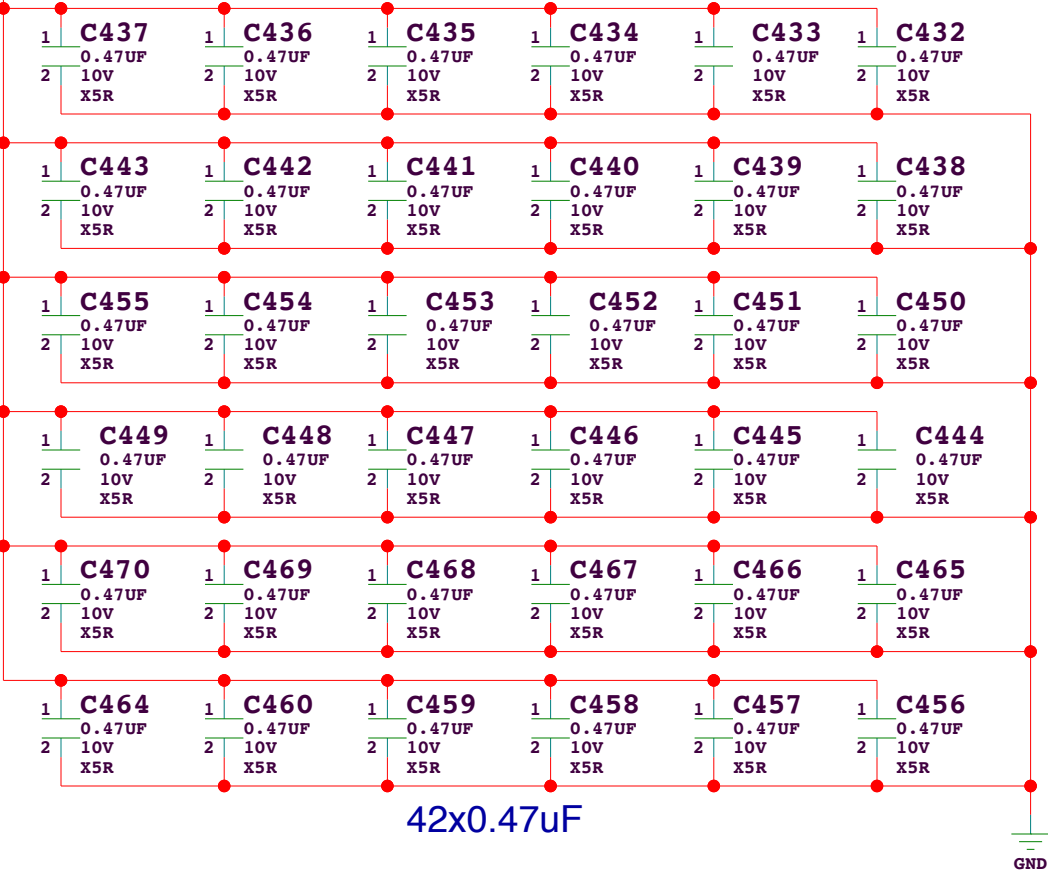 1 C437 1 C436 1 C435 1 C434 1 C433 1 C432
0.47UF 0.47UF 0.47UF 0.47UF 0.47UF 0.47UF
2 10V 2 10V 2 10V 2 10V 2 10V 2 10V
X5R X5R X5R X5R X5R X5R
1 C443 1 C442 1 C441 1 C440 1 C439 1 C438
0.47UF 0.47UF 0.47UF 0.47UF 0.47UF 0.47UF
2 10V 2 10V 2 10V 2 10V 2 10V 2 10V
X5R X5R X5R X5R X5R X5R
1 C455 1 C454 1 C453 1 C452 1 C451 1 C450
0.47UF 0.47UF 0.47UF 0.47UF 0.47UF 0.47UF
2 10V 2 10V 2 10V 2 10V 2 10V 2 10V
X5R X5R X5R X5R X5R X5R
1 C449 1 C448 1 C447 1 C446 1 C445 1 C444
0.47UF 0.47UF 0.47UF 0.47UF 0.47UF 0.47UF
2 10V 2 10V 2 10V 2 10V 2 10V 2 10V
X5R X5R X5R X5R X5R X5R
1 C470 1 C469 1 C468 1 C467 1 C466 1 C465
0.47UF 0.47UF 0.47UF 0.47UF 0.47UF 0.47UF
2 10V 2 10V 2 10V 2 10V 2 10V 2 10V
X5R X5R X5R X5R X5R X5R
1 C464 1 C460 1 C459 1 C458 1 C457 1 C456
0.47UF 0.47UF 0.47UF 0.47UF 0.47UF 0.47UF
2 10V 2 10V 2 10V 2 10V 2 10V 2 10V
X5R X5R X5R X5R X5R X5R
42x0.47uF
GND